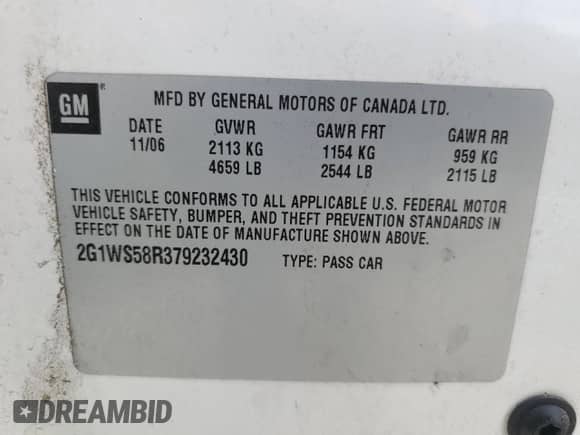 GM ®
MFD BY GENERAL MOTORS OF CANADA LTD.
DATE GVWR GAWR FRT GAWR RR
11/06 2113 KG 1154 KG 959 KG
4659 LB 2544 LB 2115 LB
THIS VEHICLE CONFORMS TO ALL APPLICABLE U.S. FEDERAL MOTOR
VEHICLE SAFETY, BUMPER, AND THEFT PREVENTION STANDARDS IN
EFFECT ON THE DATE OF MANUFACTURE SHOWN ABOVE.
2G1WS58R379232430 TYPE: PASS CAR
DREAMBID